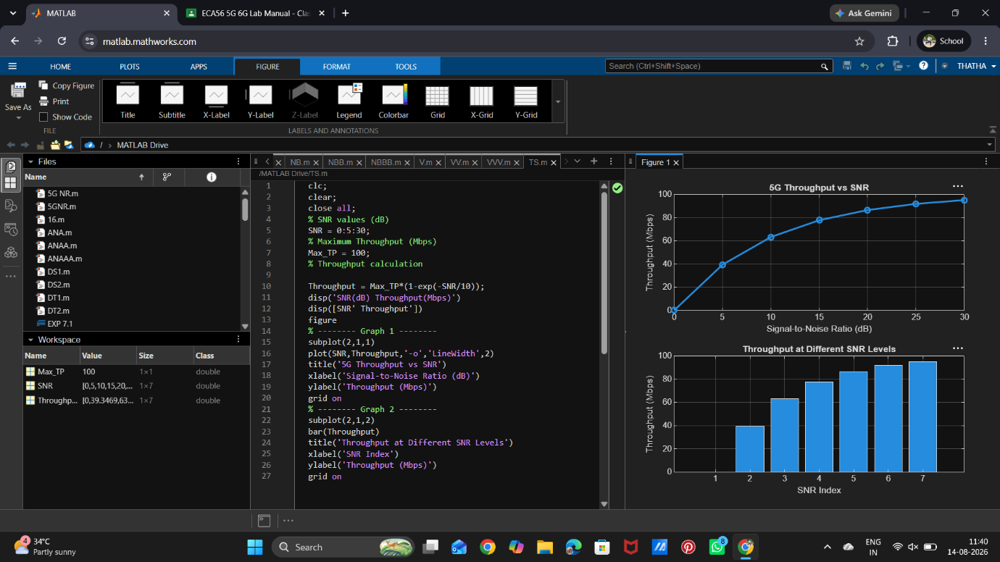 MATLAB
ECA56 5G 6G Lab Manual - Clas
Ask Gemini
matlab.mathworks.com
School
HOME PLOTS APPS FIGURE FORMAT TOOLS
Search (Ctrl+Shift+Space)
THATHA
Save As
Copy Figure
Print
Show Code
FILE
Title Subtitle X-Label Y-Label Z-Label Legend Colorbar Grid X-Grid Y-Grid
LABELS AND ANNOTATIONS
/ > MATLAB Drive
Files
Name
5G NR.m
5GNR.m
16.m
ANA.m
ANAA.m
ANAAA.m
DS1.m
DS2.m
DT1.m
DT2.m
EXP 7.1
Workspace
Name Value Size Class
Max_TP 100 1×1 double
SNR [0,5,10,15,20,... 1×7 double
Throughp... [0,39.3469,63... 1×7 double
NB.m NBB.m NBBB.m V.m VV.m VVV.m TS.m
/MATLAB Drive/TS.m
1 clc;
2 clear;
3 close all;
4 % SNR values (dB)
5 SNR = 0:5:30;
6 % Maximum Throughput (Mbps)
7 Max_TP = 100;
8 % Throughput calculation
9
10 Throughput = Max_TP*(1-exp(-SNR/10));
11 disp('SNR(dB) Throughput(Mbps)')
12 disp([SNR' Throughput'])
13 figure
14 % -------- Graph 1 --------
15 subplot(2,1,1)
16 plot(SNR,Throughput,'-o','LineWidth',2)
17 title('5G Throughput vs SNR')
18 xlabel('Signal-to-Noise Ratio (dB)')
19 ylabel('Throughput (Mbps)')
20 grid on
21 % -------- Graph 2 --------
22 subplot(2,1,2)
23 bar(Throughput)
24 title('Throughput at Different SNR Levels')
25 xlabel('SNR Index')
26 ylabel('Throughput (Mbps)')
27 grid on
Figure 1
5G Throughput vs SNR
Throughput (Mbps)
100
80
60
40
20
0
0 5 10 15 20 25 30
Signal-to-Noise Ratio (dB)
Throughput at Different SNR Levels
Throughput (Mbps)
100
80
60
40
20
0
1 2 3 4 5 6 7
SNR Index
4
34°C
Partly sunny
Search
8
ENG
IN
11:40
14-08-2026